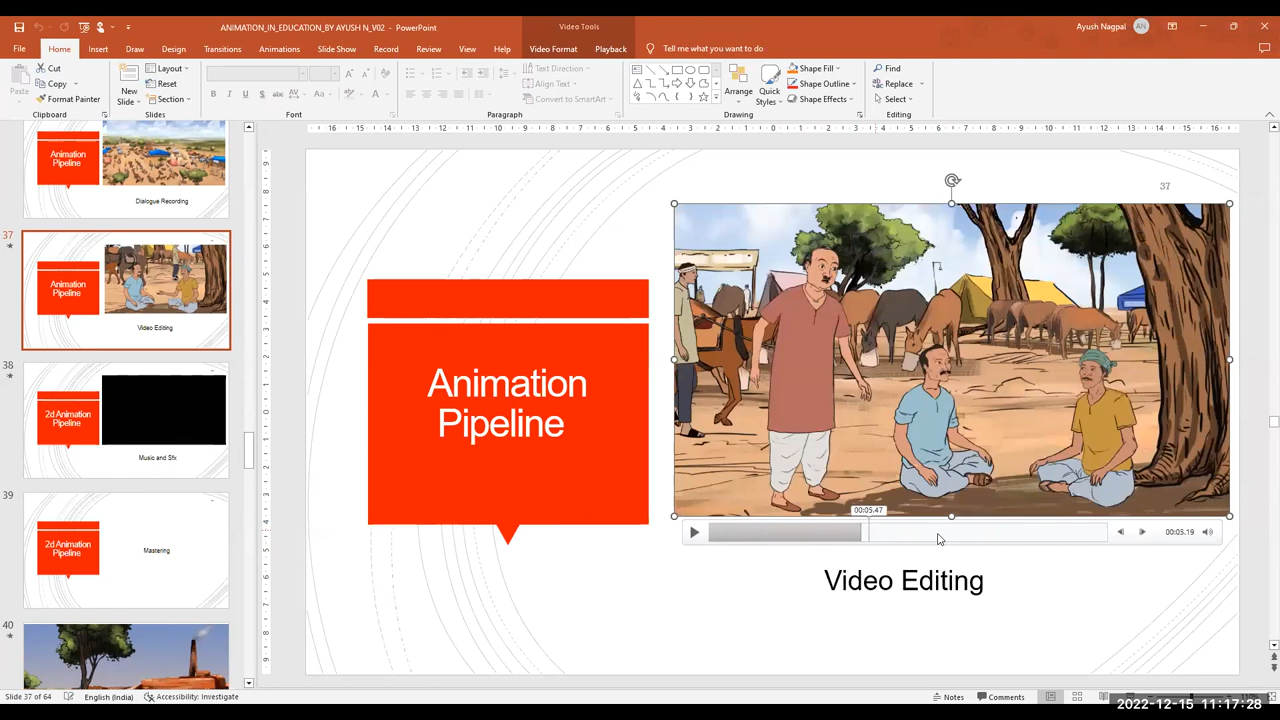 ANIMATION_IN_EDUCATION_BY AYUSH N_V02 - PowerPoint
Video Tools
Ayush Nagpal
AN
File Home Insert Draw Design Transitions Animations Slide Show Record Review View Help Video Format Playback Tell me what you want to do
Paste
Cut
Copy
Format Painter
Clipboard
New
Slide
Layout
Reset
Section
Slides
Font
Text Direction
Align Text
Convert to SmartArt
Paragraph
Arrange
Quick
Styles
Shape Fill
Shape Outline
Shape Effects
Drawing
Find
Replace
Select
Editing
Animation
Pipeline
Dialogue Recording
37
Animation
Pipeline
Video Editing
38
2d Animation
Pipeline
Music and Sfx
39
2d Animation
Pipeline
Mastering
40
37
Animation
Pipeline
00:05.47
00:03.19
Video Editing
Slide 37 of 64
English (India)
Accessibility: Investigate
Notes
Comments
2022-12-15 11:17:28